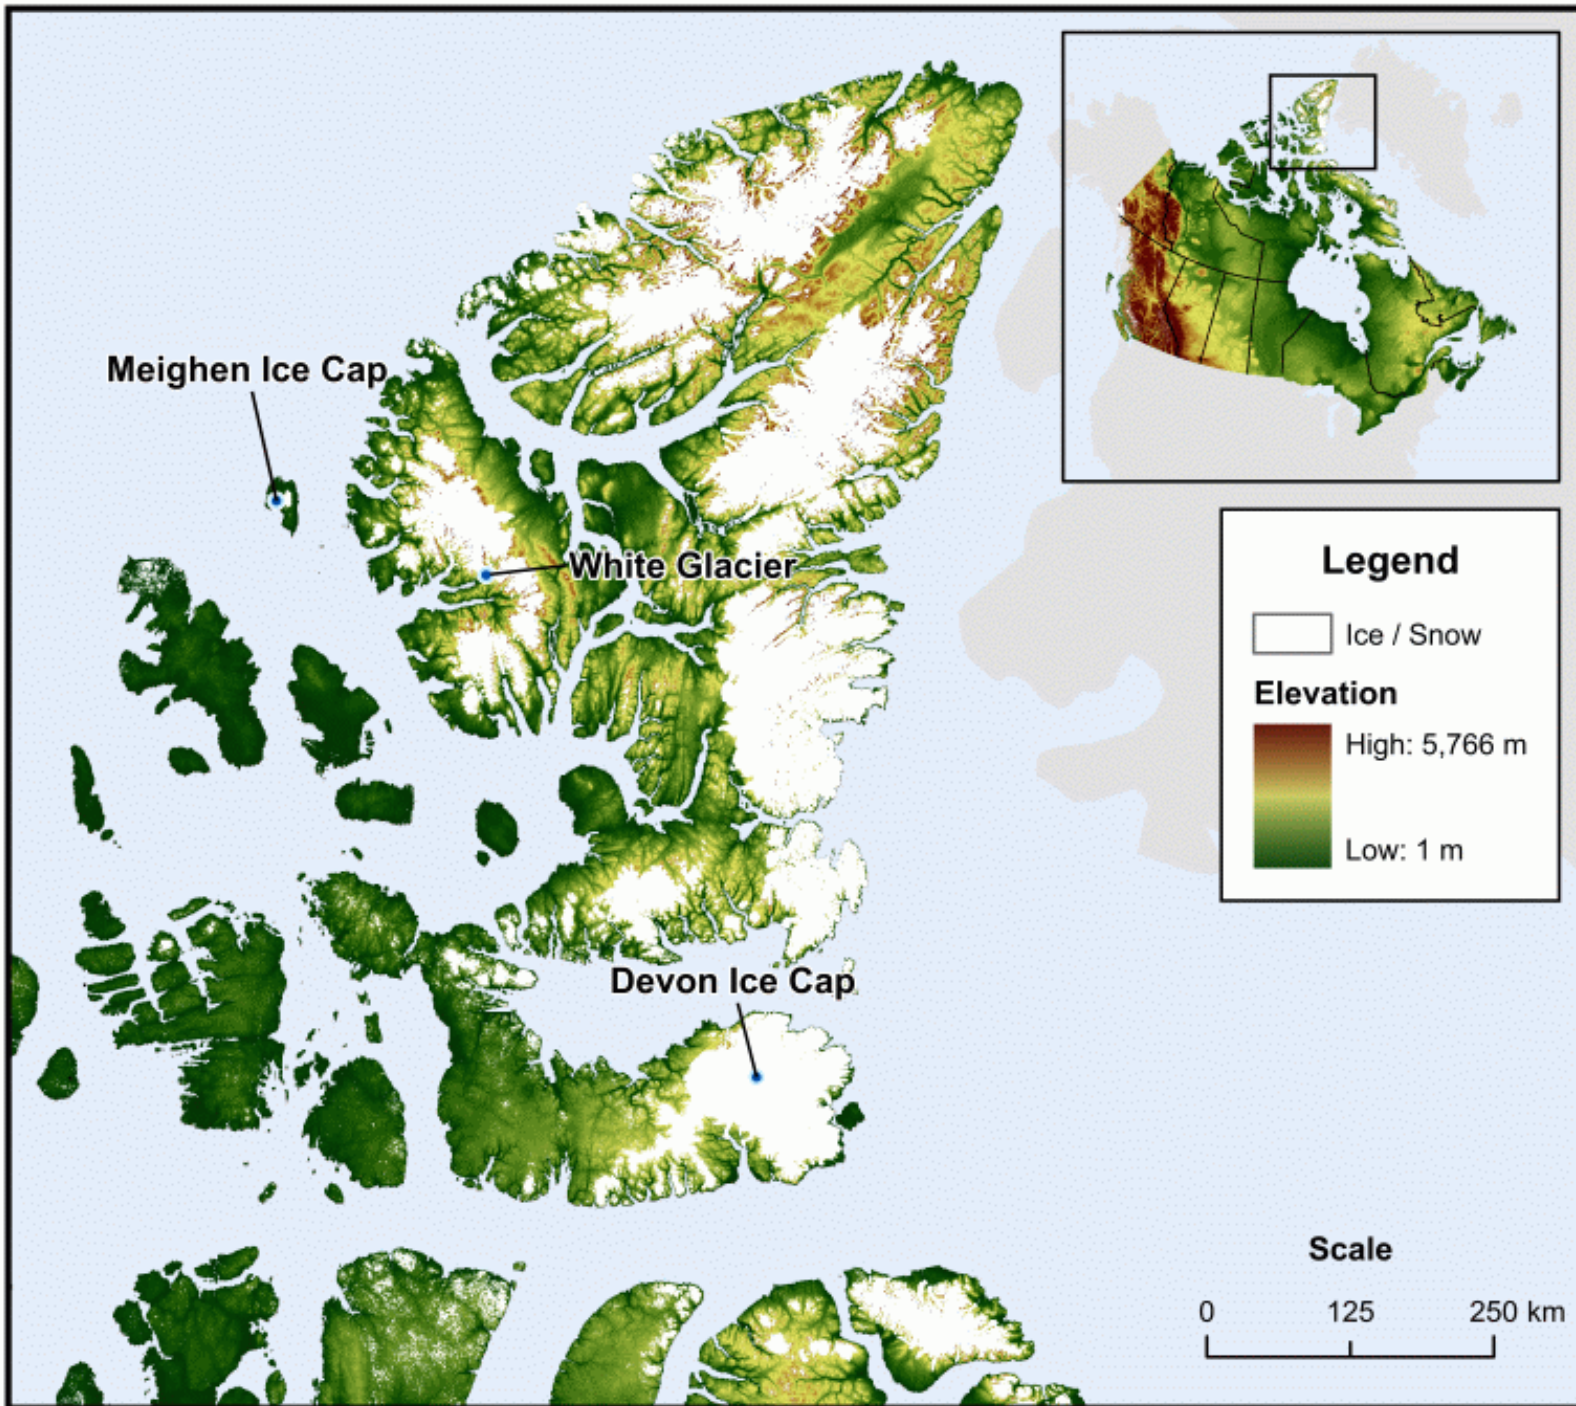 Meighen Ice Cap
White Glacier
Devon Ice Cap
Legend
Ice / Snow
Elevation
High: 5,766 m
Low: 1 m
Scale
0 125 250 km